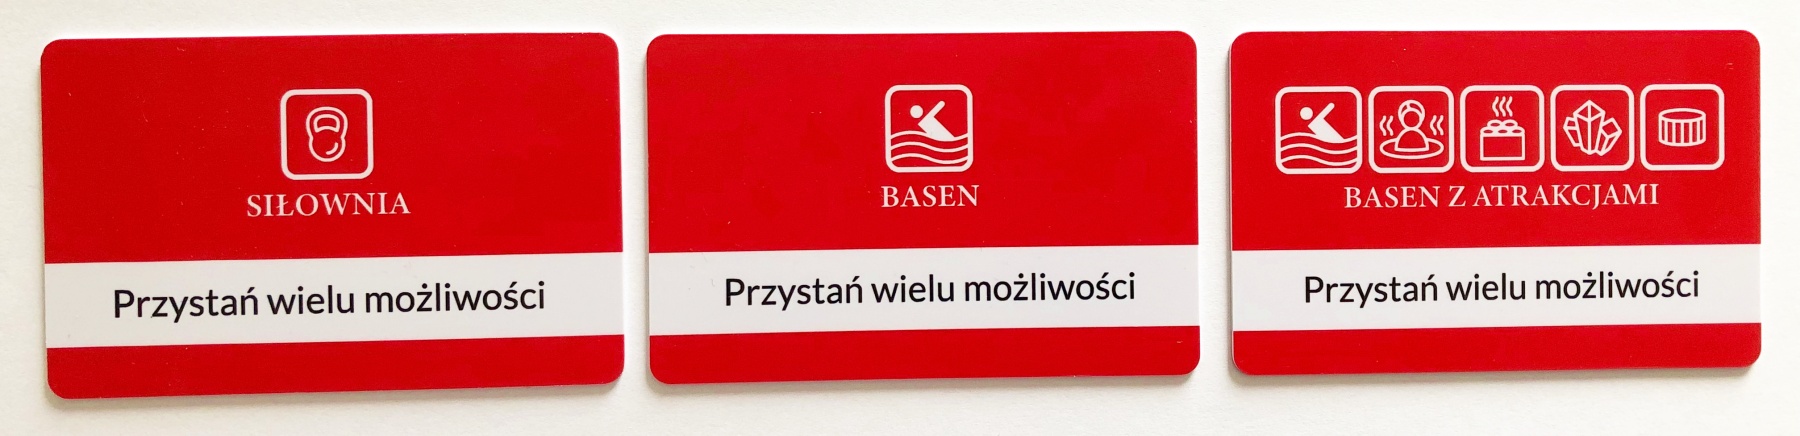 SIŁOWNIA
Przystań wielu możliwości
BASEN
Przystań wielu możliwości
BASEN Z ATRAKCJAMI
Przystań wielu możliwości